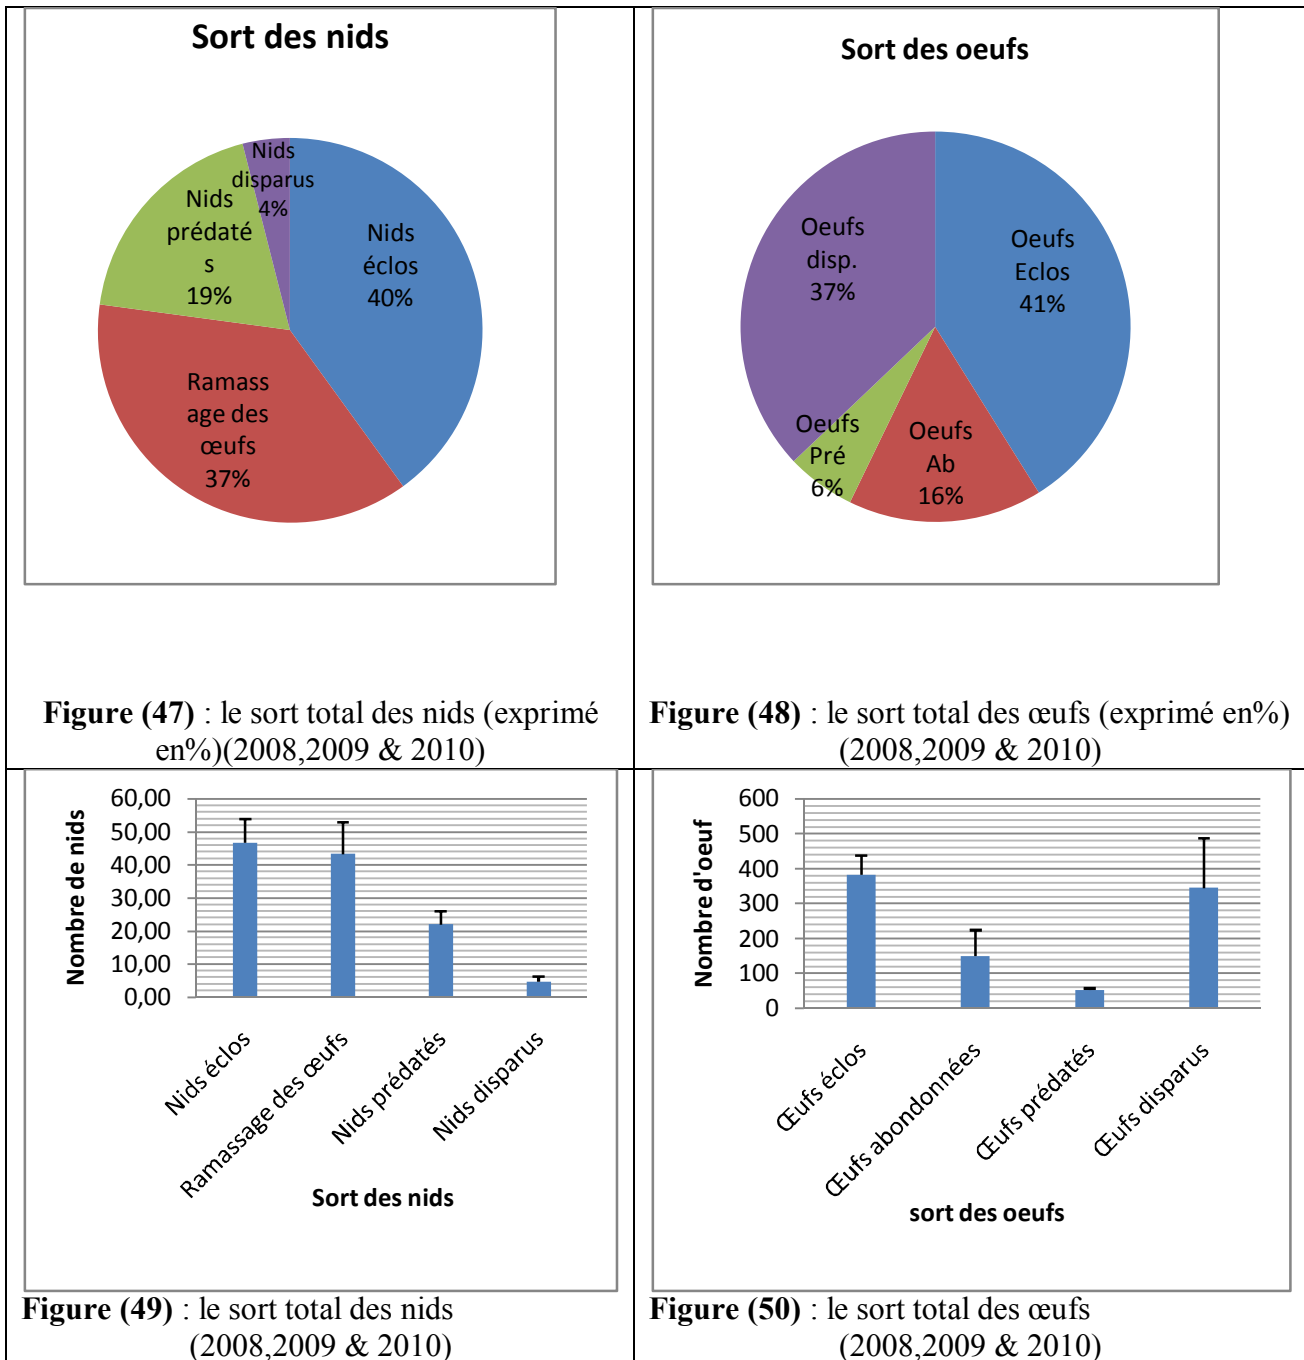 Sort des nids
Nids
disparus
4%
Nids
prédaté
s
19%
Nids
éclos
40%
Ramass
age des
œufs
37%
Figure (47) : le sort total des nids (exprimé
en%)(2008,2009 & 2010)
Sort des oeufs
Oeufs
disp.
37%
Oeufs
Eclos
41%
Oeufs
Pré
6%
Oeufs
Ab
16%
Figure (48) : le sort total des œufs (exprimé en%)
(2008,2009 & 2010)
Nombre de nids
60,00
50,00
40,00
30,00
20,00
10,00
0,00
Nids éclos
Ramassage des œufs
Nids prédatés
Nids disparus
Sort des nids
Figure (49) : le sort total des nids
(2008,2009 & 2010)
Nombre d'oeuf
600
500
400
300
200
100
0
Œufs éclos
Œufs abondonnées
Œufs prédatés
Œufs disparus
sort des oeufs
Figure (50) : le sort total des œufs
(2008,2009 & 2010)